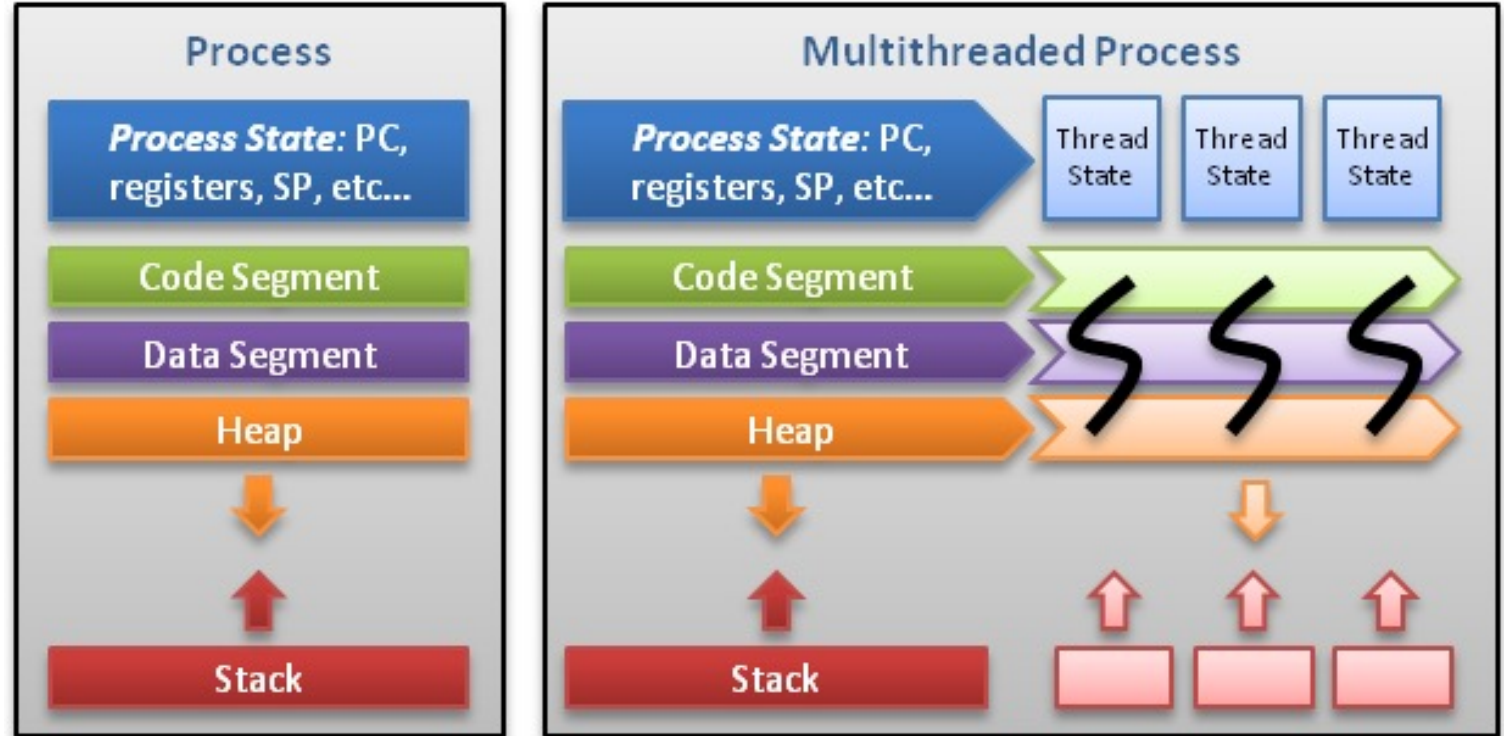 Process
Process State: PC,
registers, SP, etc...
Code Segment
Data Segment
Heap
Stack
Multithreaded Process
Process State: PC,
registers, SP, etc...
Thread
State
Thread
State
Thread
State
Code Segment
Data Segment
Heap
Stack